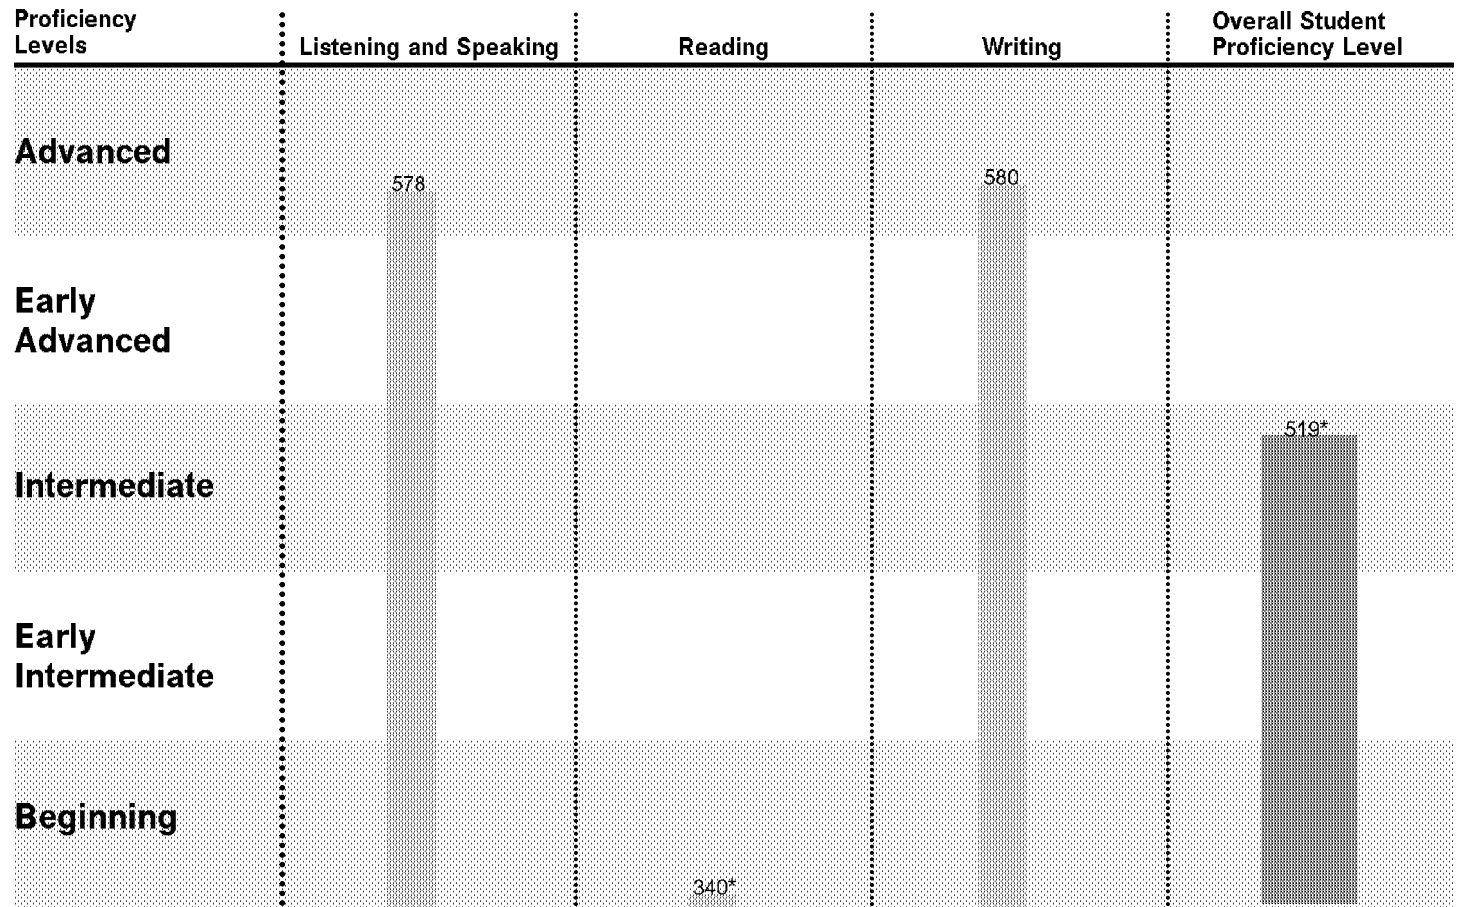 Proficiency
Levels
Listening and Speaking
Reading
Writing
Overall Student
Proficiency Level
Advanced
578
580
Early
Advanced
519*
Intermediate
Early
Intermediate
Beginning
340*